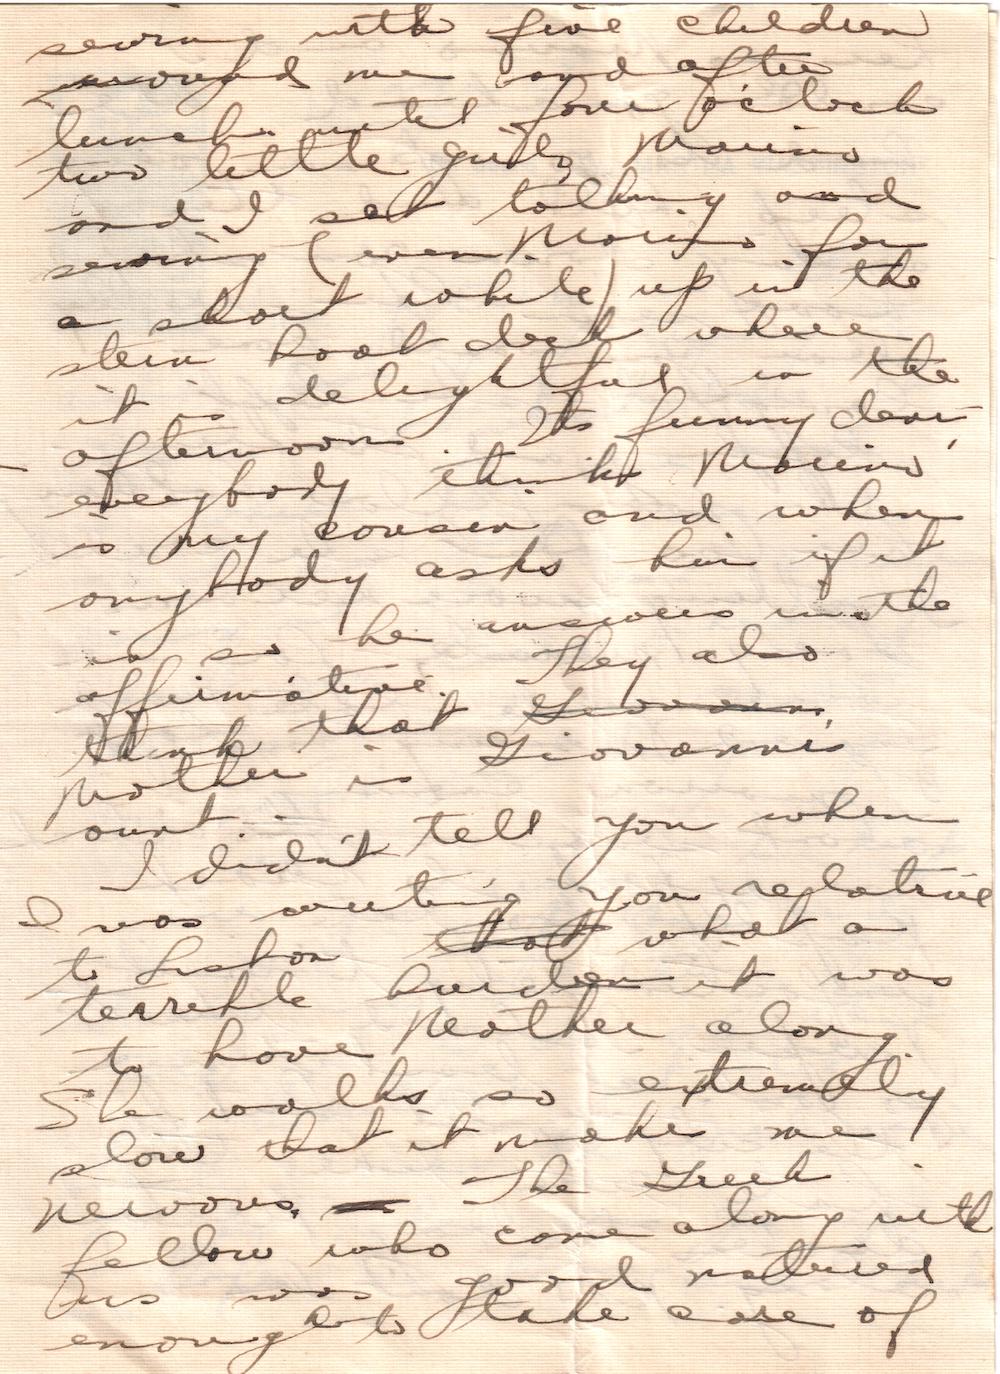 sewing with five children
around me and after
lunch until four o'clock
two little girls, Marino
and I sat talking and
sewing (even Marino for
a short while) up in the
stern boat deck where
it is delightful in the
afternoon. Its funny dear,
everybody thinks Marino
is my cousin and when
anybody asks him if it
is so he answers in the
affirmative. They also
think that Giovanni,
Mother is Giovannis
aunt.
I didn't tell you when
I was writing you relative
to Lisbon that what a
terrible burden it was
to have Mother along
She walks so extremely
slow that it makes me
nervous. The Greek
fellow who came along with
us was good natured
enough to take care of